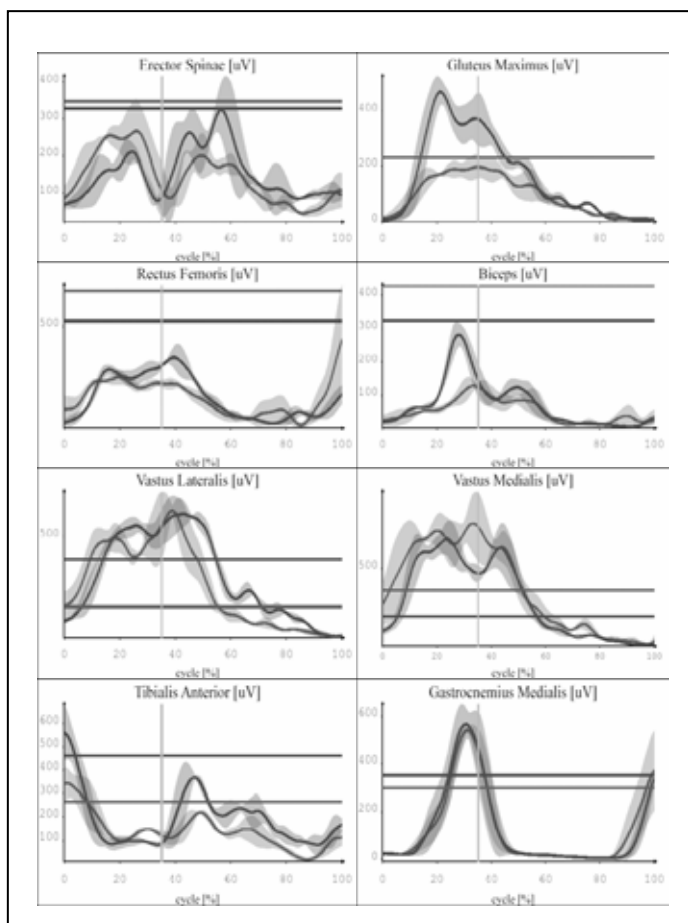 Erector Spinae [uV]
400
300
200
100
0 20 40 60 80 100
cycle [%]
Gluteus Maximus [uV]
400
200
0
0 20 40 60 80 100
cycle [%]
Rectus Femoris [uV]
500
0 20 40 60 80 100
cycle [%]
Biceps [uV]
400
300
200
100
0 20 40 60 80 100
cycle [%]
Vastus Lateralis [uV]
500
0 20 40 60 80 100
cycle [%]
Vastus Medialis [uV]
500
0 20 40 60 80 100
cycle [%]
Tibialis Anterior [uV]
600
500
400
300
200
100
0 20 40 60 80 100
cycle [%]
Gastrocnemius Medialis [uV]
600
400
200
0
0 20 40 60 80 100
cycle [%]